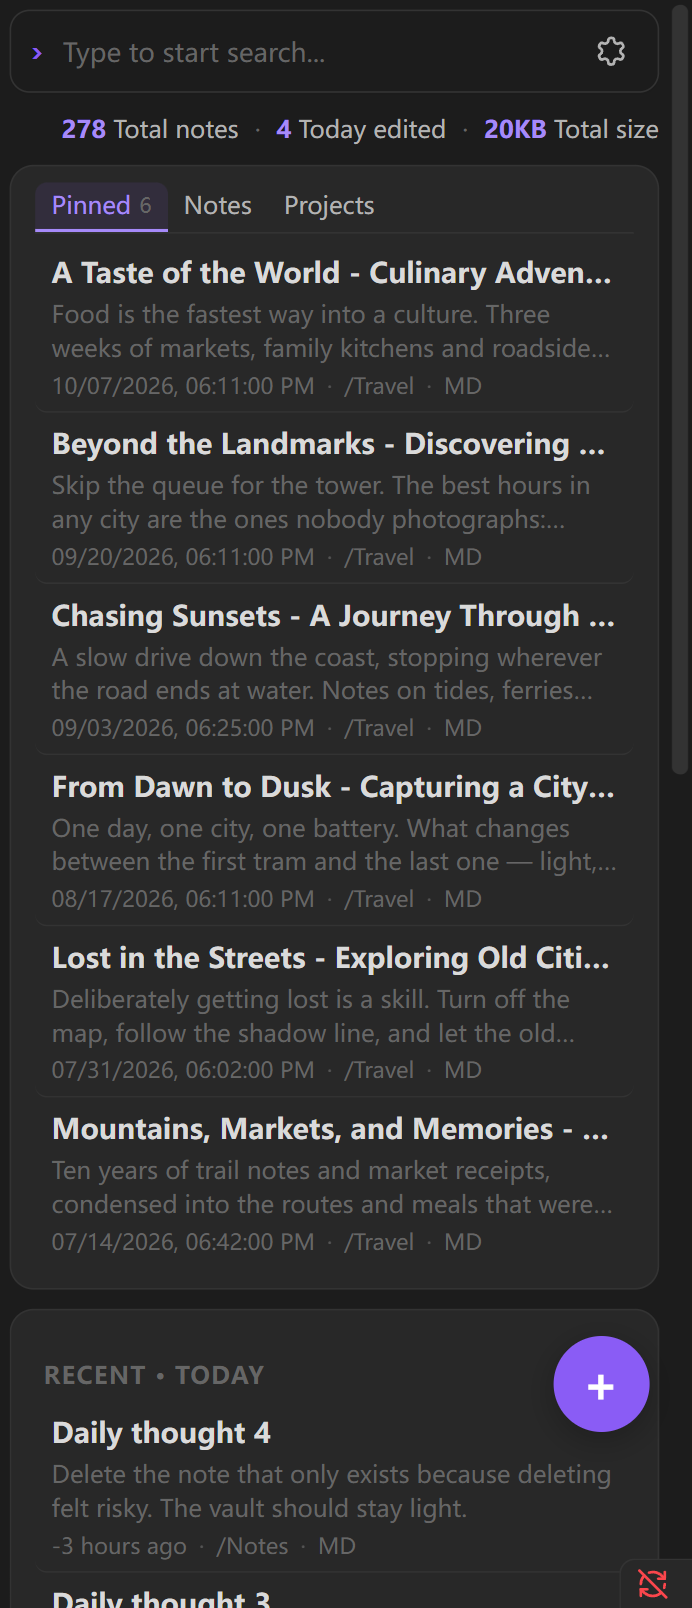 › Type to start search...
278 Total notes · 4 Today edited · 20KB Total size
Pinned 6 Notes Projects
A Taste of the World - Culinary Adven...
Food is the fastest way into a culture. Three
weeks of markets, family kitchens and roadside...
10/07/2026, 06:11:00 PM · /Travel · MD
Beyond the Landmarks - Discovering ...
Skip the queue for the tower. The best hours in
any city are the ones nobody photographs:...
09/20/2026, 06:11:00 PM · /Travel · MD
Chasing Sunsets - A Journey Through ...
A slow drive down the coast, stopping wherever
the road ends at water. Notes on tides, ferries...
09/03/2026, 06:25:00 PM · /Travel · MD
From Dawn to Dusk - Capturing a City...
One day, one city, one battery. What changes
between the first tram and the last one — light,...
08/17/2026, 06:11:00 PM · /Travel · MD
Lost in the Streets - Exploring Old Citi...
Deliberately getting lost is a skill. Turn off the
map, follow the shadow line, and let the old...
07/31/2026, 06:02:00 PM · /Travel · MD
Mountains, Markets, and Memories - ...
Ten years of trail notes and market receipts,
condensed into the routes and meals that were...
07/14/2026, 06:42:00 PM · /Travel · MD
RECENT • TODAY
+
Daily thought 4
Delete the note that only exists because deleting
felt risky. The vault should stay light.
-3 hours ago · /Notes · MD
Daily thought 3